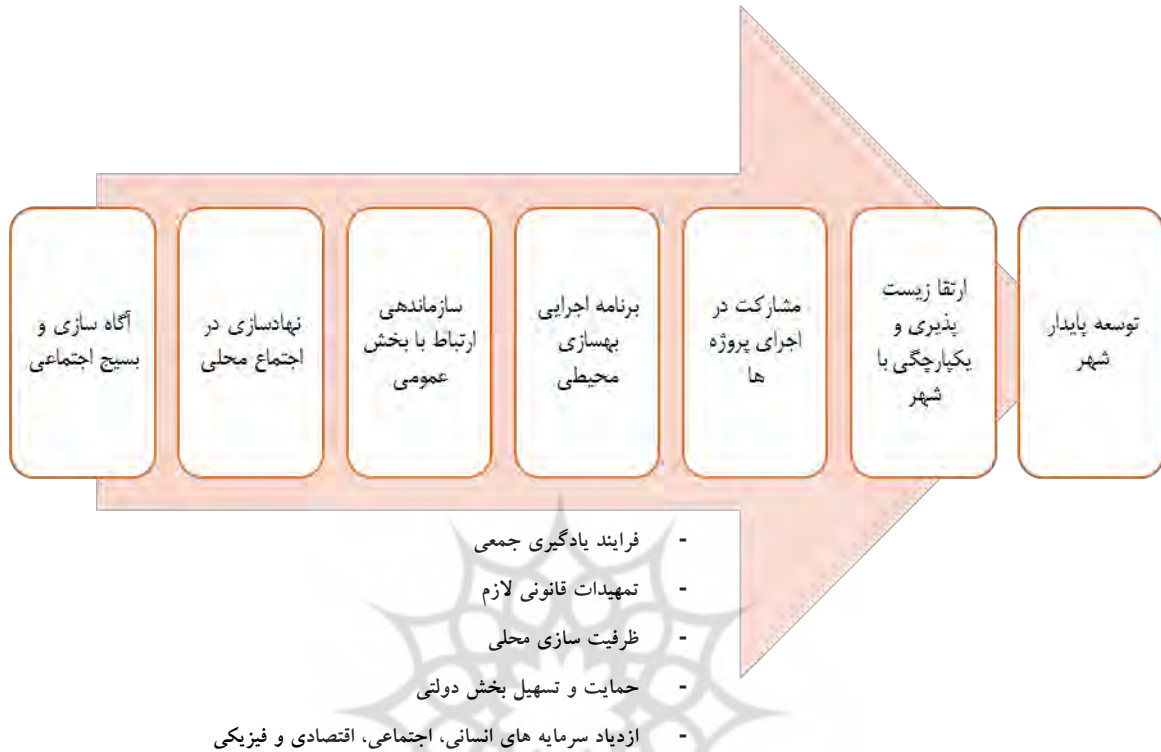 آگاه سازی و
بسیج اجتماعی
نهادسازی در
اجتماع محلی
سازماندهی
ارتباط با بخش
عمومی
برنامه اجرایی
بهسازی
محیطی
مشارکت در
اجرای پروژه
ها
ارتقا زیست
پذیری و
یکپارچگی با
شهر
توسعه پایدار
شهر
- فرایند یادگیری جمعی
- تمهیدات قانونی لازم
- ظرفیت سازی محلی
- حمایت و تسهیل بخش دولتی
- ازدیاد سرمایه های انسانی، اجتماعی، اقتصادی و فیزیکی